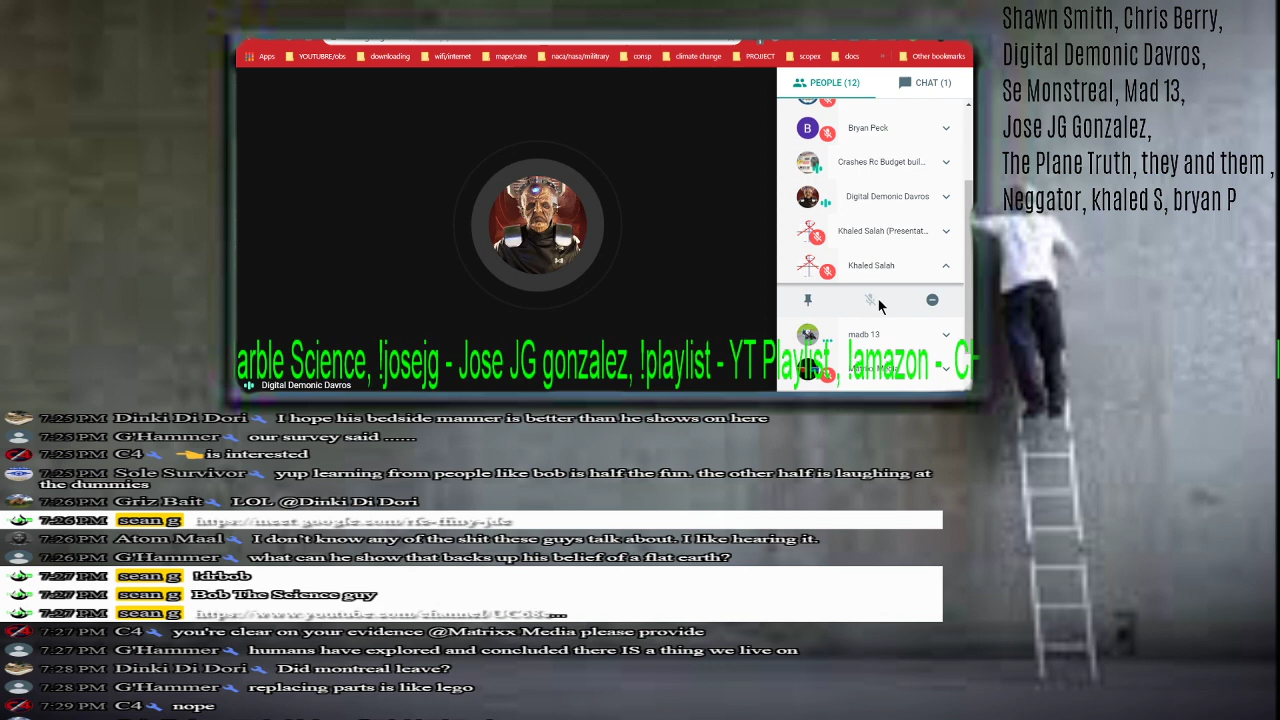 Shawn Smith, Chris Berry,
Digital Demonic Davros,
Se Monstreal, Mad 13,
Jose JG Gonzalez,
The Plane Truth, they and them ,
Neggator, khaled S, bryan P
Apps YOUTUBRE/obs downloading wifi/internet maps/sate naca/nasa/militrary consp climate change PROJECT scopex docs Other bookmarks
PEOPLE (12) CHAT (1)
B Bryan Peck
Crashes Rc Budget buil...
Digital Demonic Davros
Khaled Salah (Presentat...
Khaled Salah
madb 13
arble Science, !josejg - Jose JG gonzalez, !playlist - YT Playlist , !amazon - Ch
Digital Demonic Davros
7:25 PM Dinki Di Dori I hope his bedside manner is better than he shows on here
7:25 PM G'Hammer our survey said ......
7:25 PM C4 is interested
7:25 PM Sole Survivor yup learning from people like bob is half the fun. the other half is laughing at
the dummies
7:26 PM Griz Bait LOL @Dinki Di Dori
7:26 PM sean g
7:26 PM Atom Maal I don't know any of the shit these guys talk about. I like hearing it.
7:26 PM G'Hammer what can he show that backs up his belief of a flat earth?
7:27 PM sean g !drbob
7:27 PM sean g Bob The Science guy
7:27 PM sean g
7:27 PM C4 you're clear on your evidence @Matrixx Media please provide
7:27 PM G'Hammer humans have explored and concluded there IS a thing we live on
7:28 PM Dinki Di Dori Did montreal leave?
7:28 PM G'Hammer replacing parts is like lego
7:29 PM C4 nope